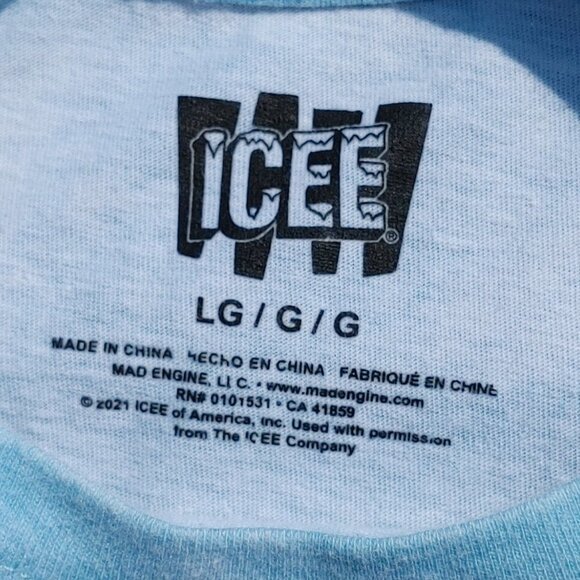 ICEE®
LG / G / G
MADE IN CHINA HECHO EN CHINA FABRIQUÉ EN CHINE
MAD ENGINE, LLC. • www.madengine.com
RN# 0101531 • CA 41859
© 2021 ICEE of America, Inc. Used with permission
from The ICEE Company